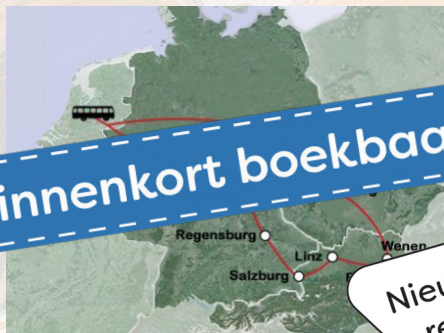 innenkort boekbaa
Regensburg
Linz
Wenen
Salzburg
Nieu